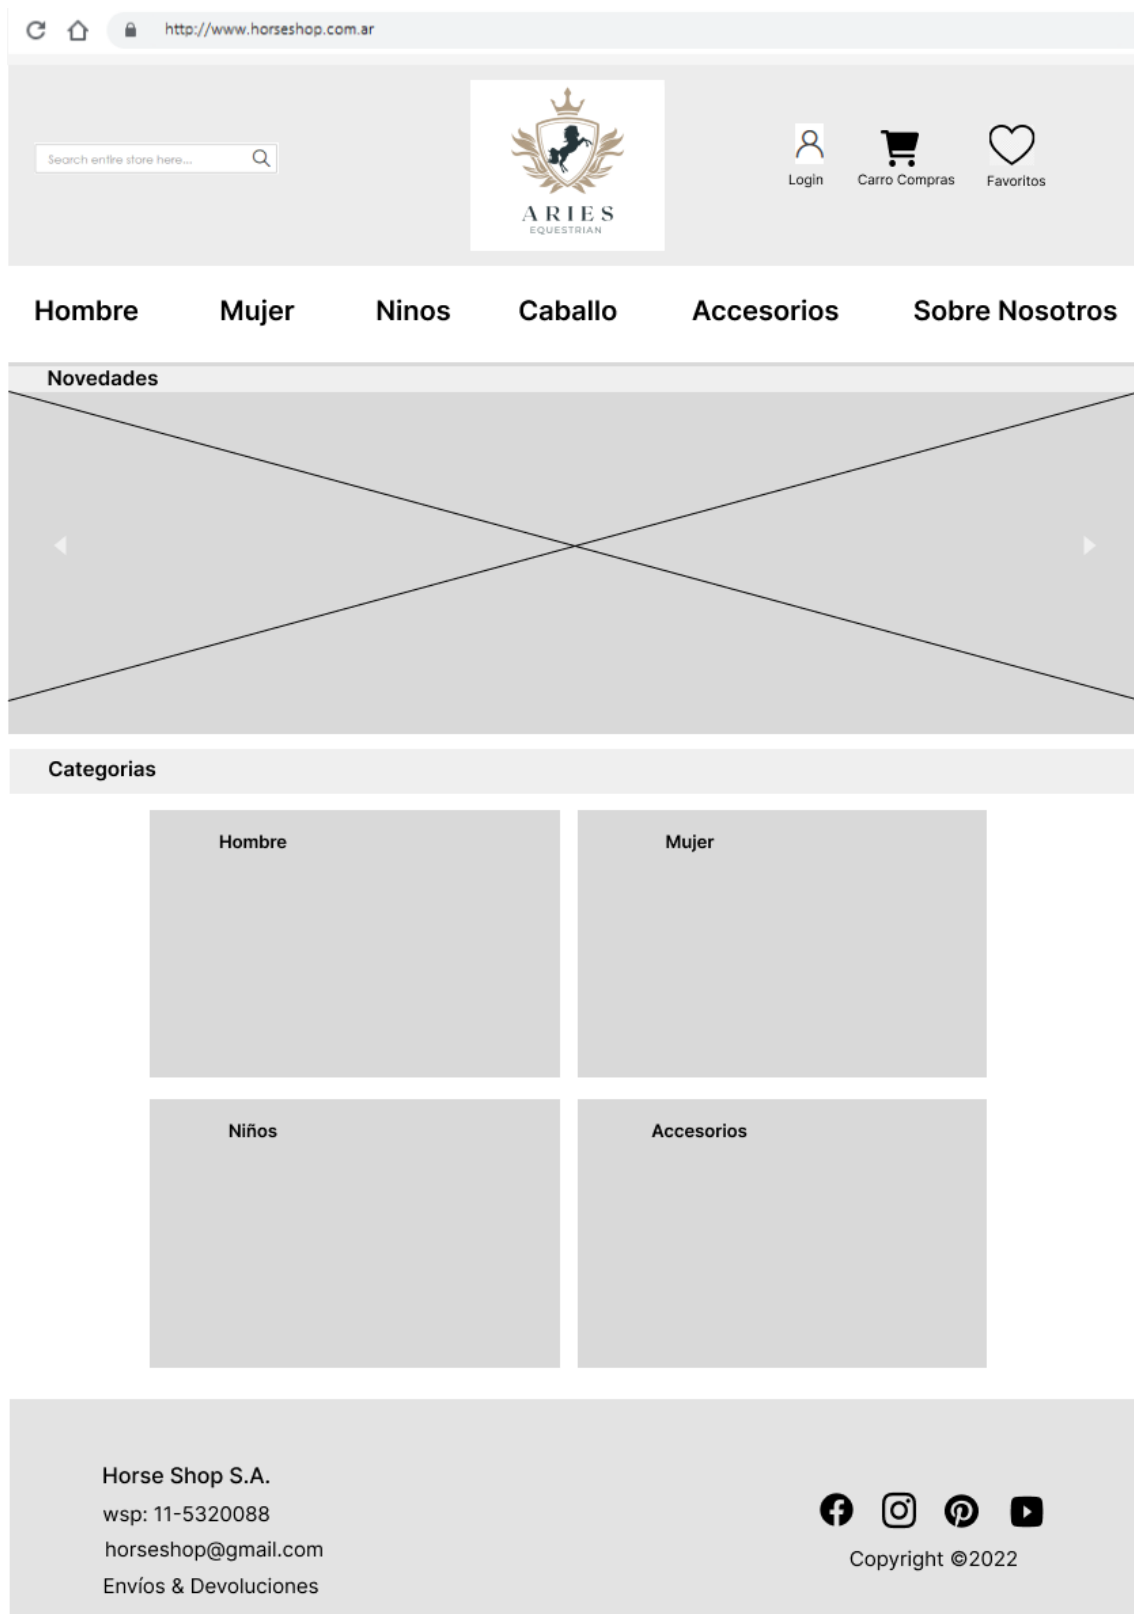 http://www.horseshop.com.ar
Search entire store here...
ARIES
EQUESTRIAN
Login
Carro Compras
Favoritos
Hombre
Mujer
Ninos
Caballo
Accesorios
Sobre Nosotros
Novedades
Categorias
Hombre
Mujer
Niños
Accesorios
Horse Shop S.A.
wsp: 11-5320088
horseshop@gmail.com
Envíos & Devoluciones
Copyright ©2022